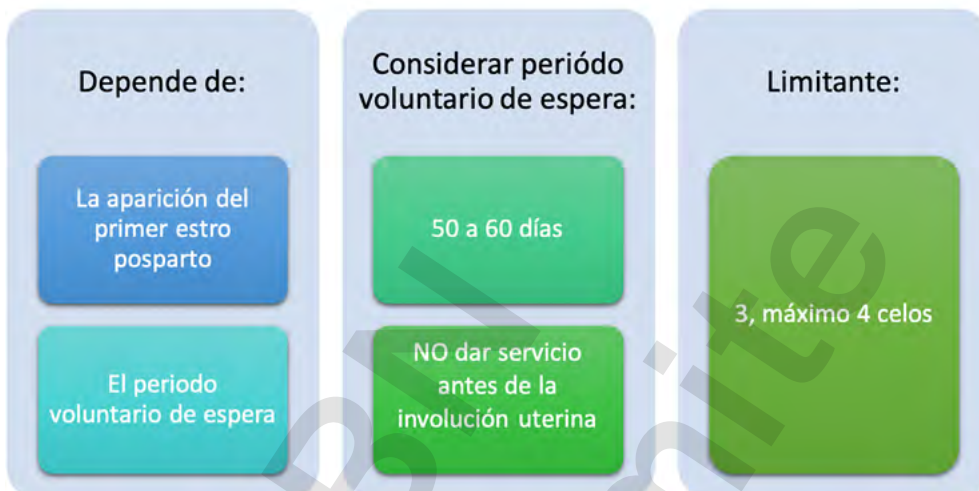 Depende de:
La aparición del
primer estro
posparto
El periodo
voluntario de espera
Considerar periódo
voluntario de espera:
50 a 60 días
NO dar servicio
antes de la
involución uterina
Limitante:
3, máximo 4 celos